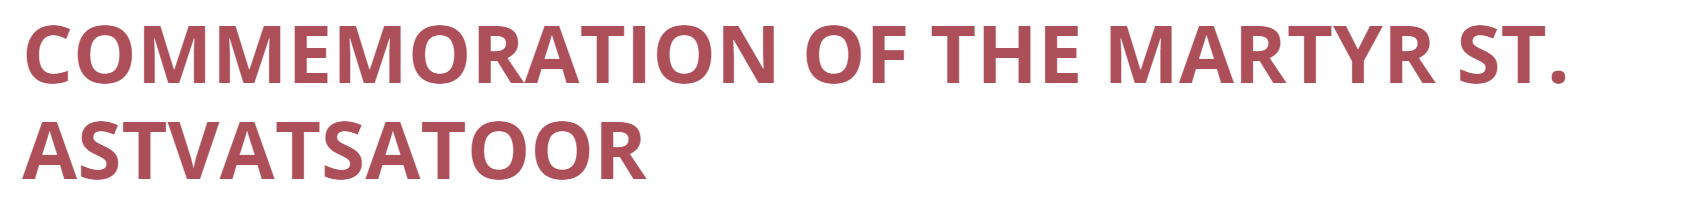 COMMEMORATION OF THE MARTYR ST.
ASTVATSATOOR